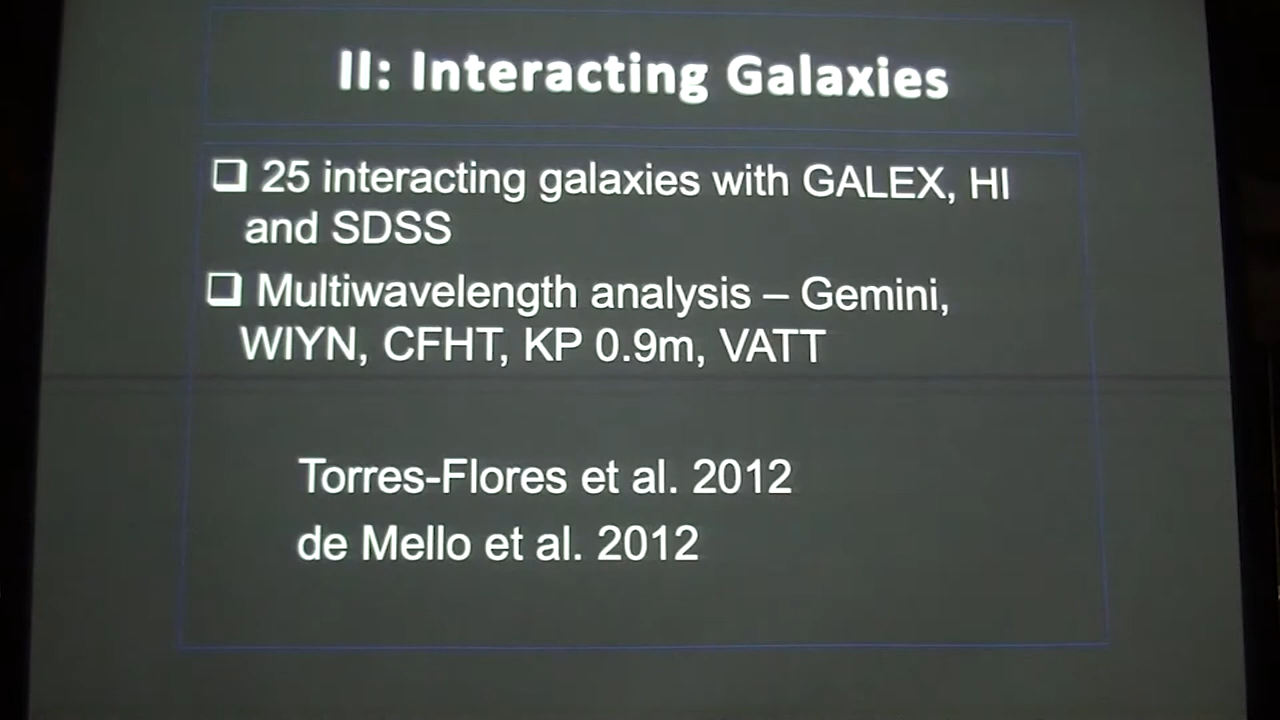 II: Interacting Galaxies
❑ 25 interacting galaxies with GALEX, HI
and SDSS
❑ Multiwavelength analysis – Gemini,
WIYN, CFHT, KP 0.9m, VATT
Torres-Flores et al. 2012
de Mello et al. 2012